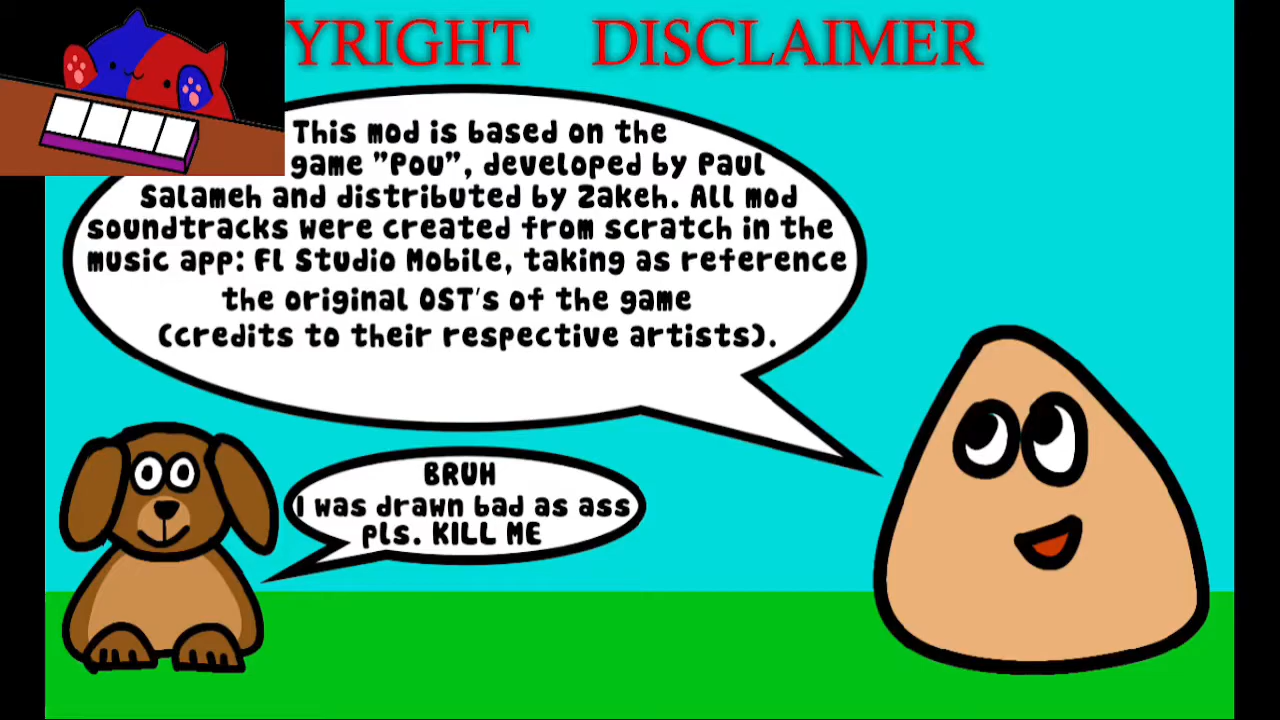 YRIGHT DISCLAIMER
This mod is based on the
game "Pou", developed by Paul
Salameh and distributed by Zakeh. All mod
soundtracks were created from scratch in the
music app: Fl Studio Mobile, taking as reference
the original OST's of the game
(credits to their respective artists).
BRUH
I was drawn bad as ass
pls. KILL ME